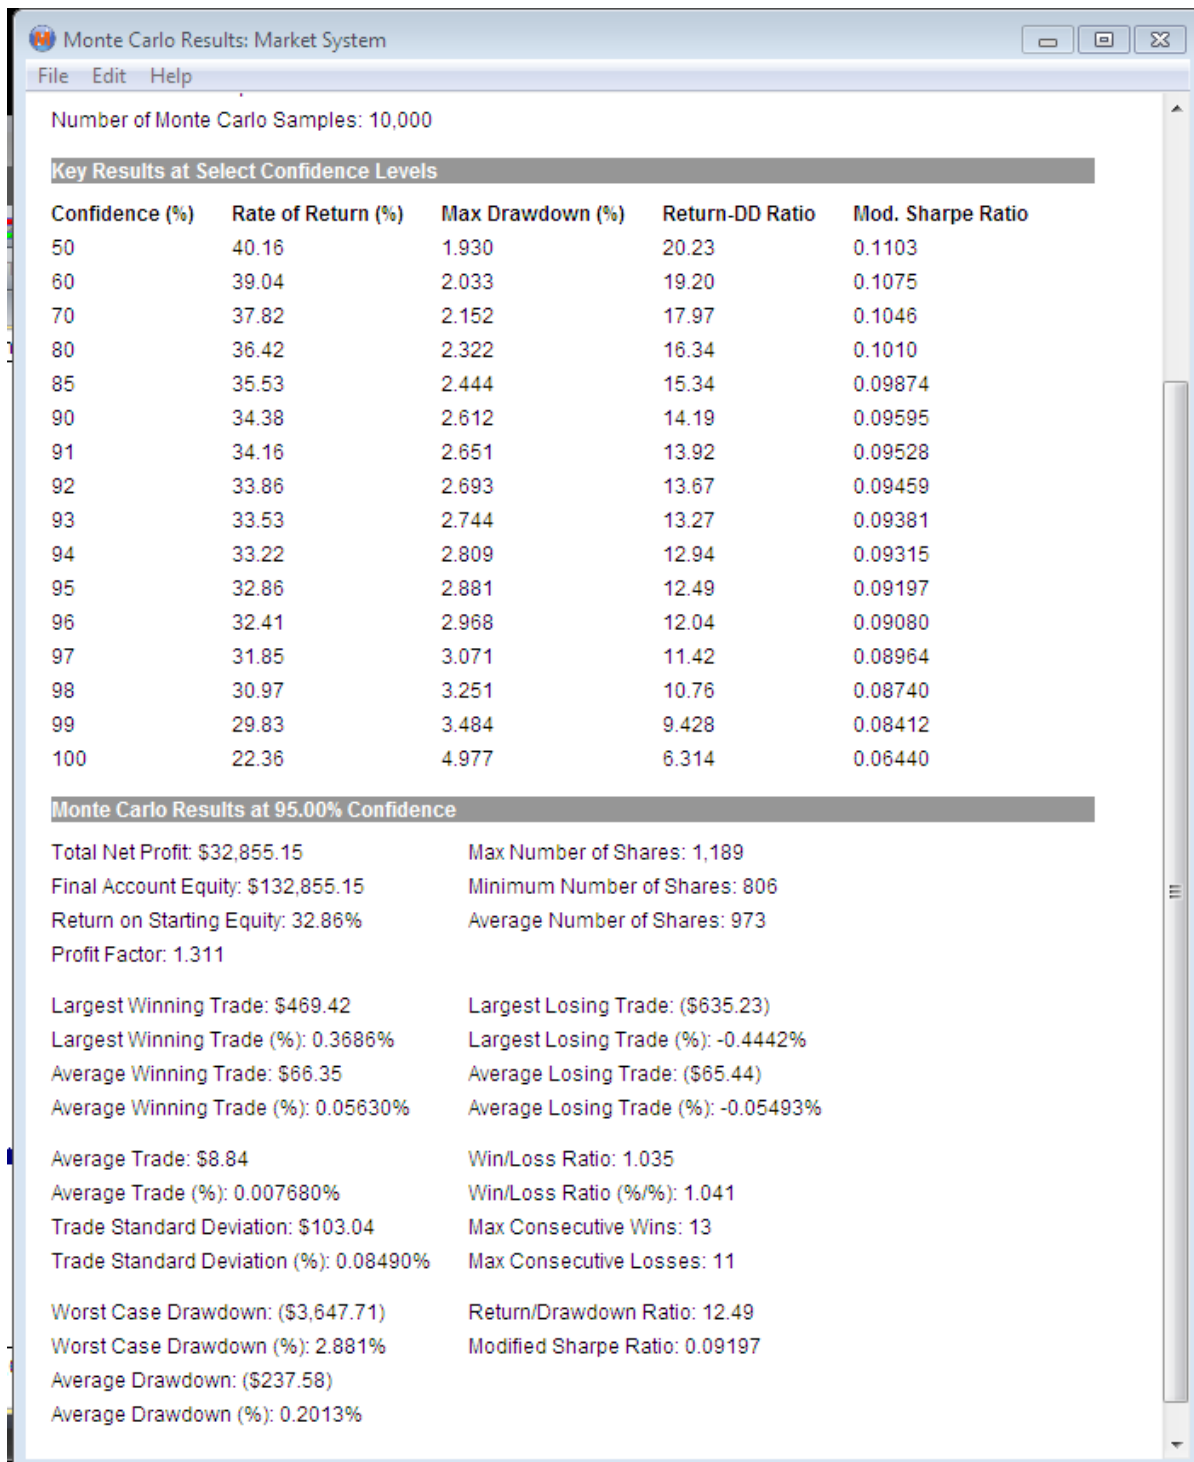 Monte Carlo Results: Market System
File Edit Help
Number of Monte Carlo Samples: 10,000
Key Results at Select Confidence Levels
Confidence (%) Rate of Return (%) Max Drawdown (%) Return-DD Ratio Mod. Sharpe Ratio
50 40.16 1.930 20.23 0.1103
60 39.04 2.033 19.20 0.1075
70 37.82 2.152 17.97 0.1046
80 36.42 2.322 16.34 0.1010
85 35.53 2.444 15.34 0.09874
90 34.38 2.612 14.19 0.09595
91 34.16 2.651 13.92 0.09528
92 33.86 2.693 13.67 0.09459
93 33.53 2.744 13.27 0.09381
94 33.22 2.809 12.94 0.09315
95 32.86 2.881 12.49 0.09197
96 32.41 2.968 12.04 0.09080
97 31.85 3.071 11.42 0.08964
98 30.97 3.251 10.76 0.08740
99 29.83 3.484 9.428 0.08412
100 22.36 4.977 6.314 0.06440
Monte Carlo Results at 95.00% Confidence
Total Net Profit: $32,855.15 Max Number of Shares: 1,189
Final Account Equity: $132,855.15 Minimum Number of Shares: 806
Return on Starting Equity: 32.86% Average Number of Shares: 973
Profit Factor: 1.311
Largest Winning Trade: $469.42 Largest Losing Trade: ($635.23)
Largest Winning Trade (%): 0.3686% Largest Losing Trade (%): -0.4442%
Average Winning Trade: $66.35 Average Losing Trade: ($65.44)
Average Winning Trade (%): 0.05630% Average Losing Trade (%): -0.05493%
Average Trade: $8.84 Win/Loss Ratio: 1.035
Average Trade (%): 0.007680% Win/Loss Ratio (%/%): 1.041
Trade Standard Deviation: $103.04 Max Consecutive Wins: 13
Trade Standard Deviation (%): 0.08490% Max Consecutive Losses: 11
Worst Case Drawdown: ($3,647.71) Return/Drawdown Ratio: 12.49
Worst Case Drawdown (%): 2.881% Modified Sharpe Ratio: 0.09197
Average Drawdown: ($237.58)
Average Drawdown (%): 0.2013%